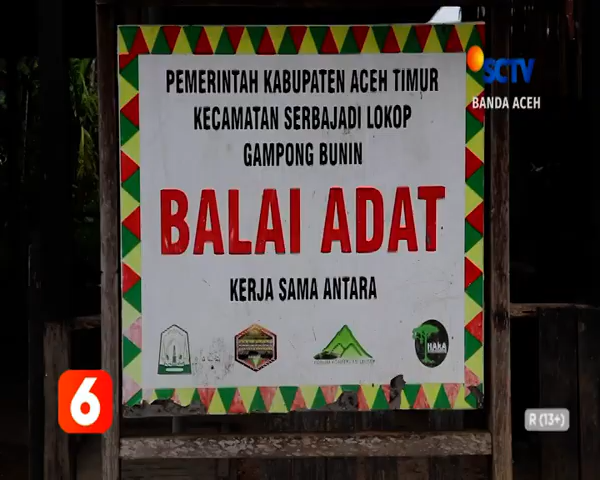 PEMERINTAH KABUPATEN ACEH TIMUR
KECAMATAN SERBAJADI LOKOP
GAMPONG BUNIN
BALAI ADAT
KERJA SAMA ANTARA
HAKA
SCTV
BANDA ACEH
6
R (13+)